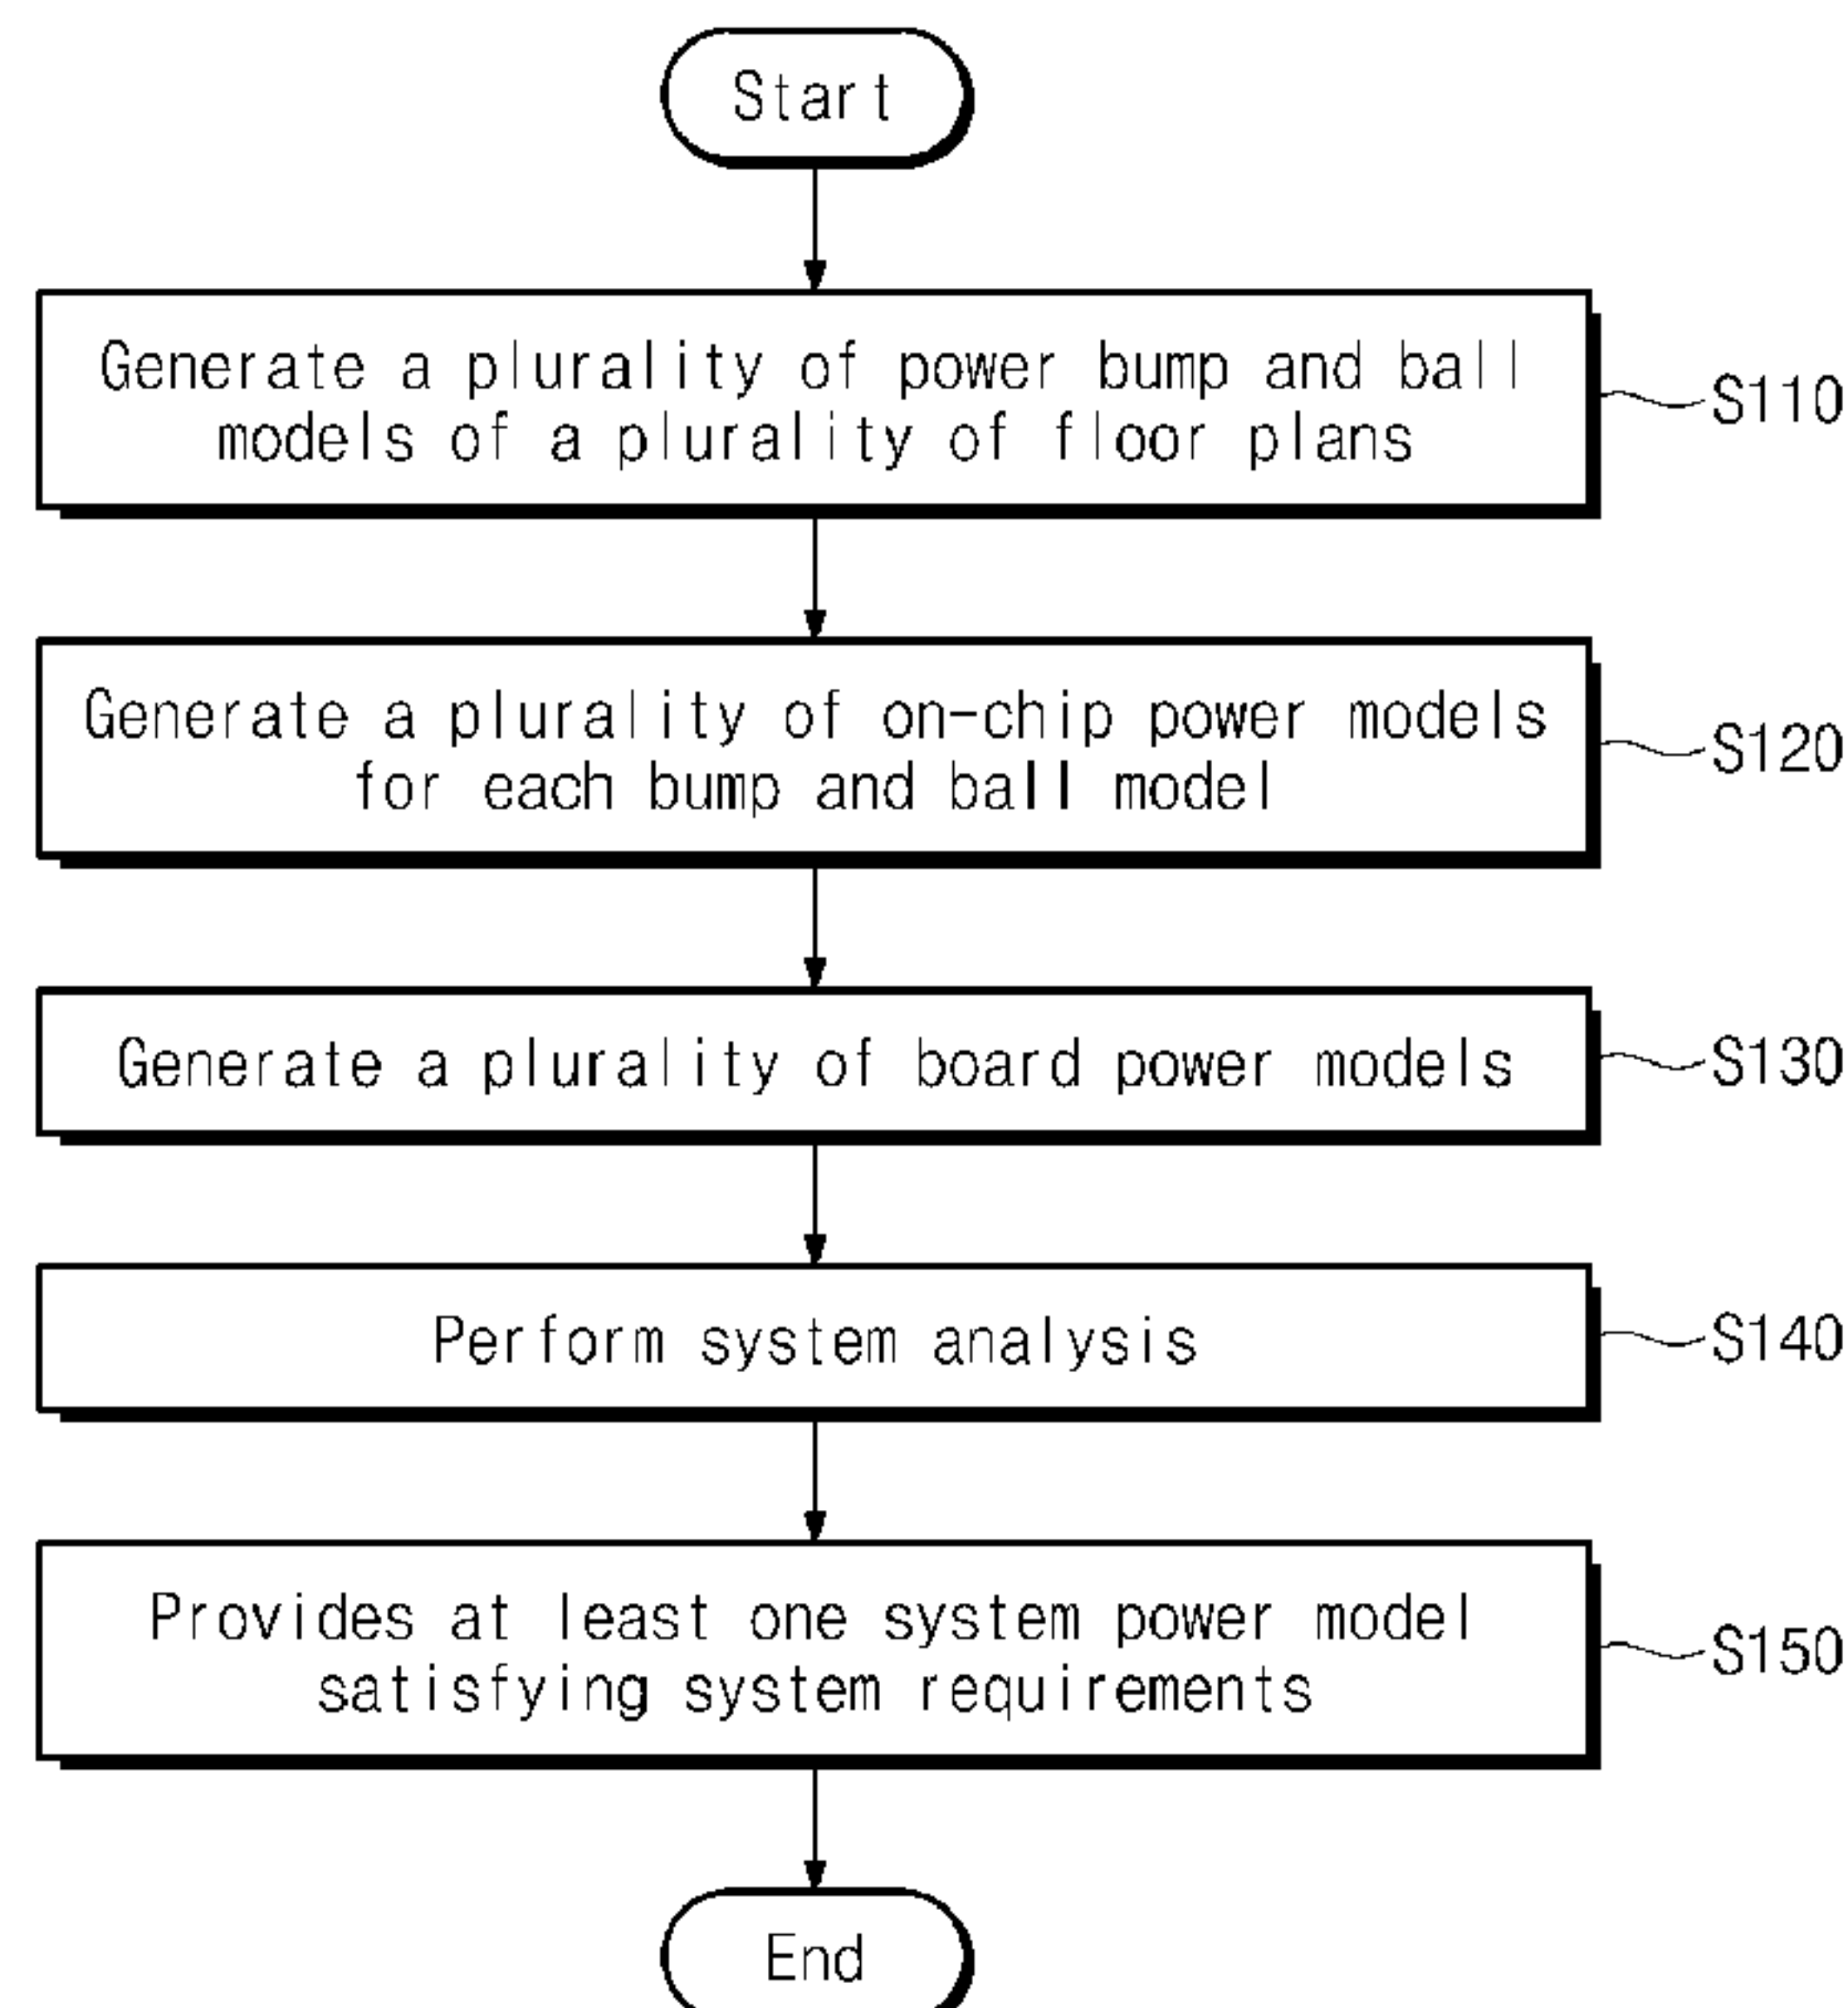 Start
Generate a plurality of power bump and ball
models of a plurality of floor plans
S110
Generate a plurality of on-chip power models
for each bump and ball model
S120
Generate a plurality of board power models
S130
Perform system analysis
S140
Provides at least one system power model
satisfying system requirements
S150
End